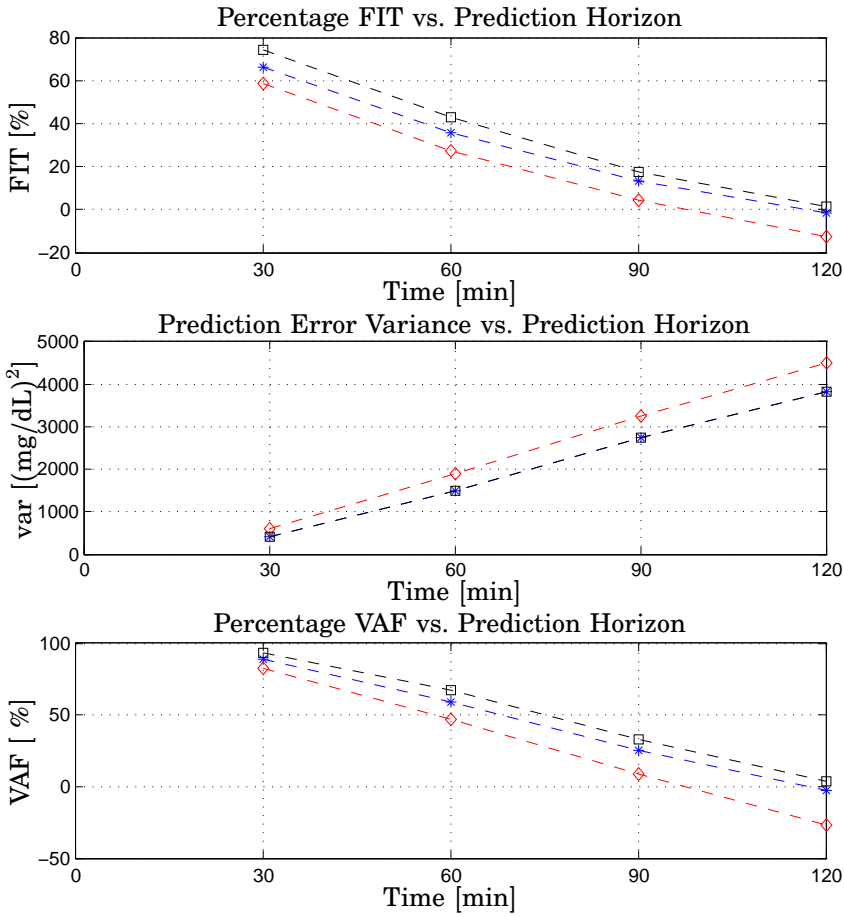 Percentage FIT vs. Prediction Horizon
80
60
40
20
0
−20
FIT [%]
0 30 60 90 120
Time [min]
Prediction Error Variance vs. Prediction Horizon
5000
4000
3000
2000
1000
0
var [(mg/dL)²]
0 30 60 90 120
Time [min]
Percentage VAF vs. Prediction Horizon
100
50
0
−50
VAF [ %]
0 30 60 90 120
Time [min]